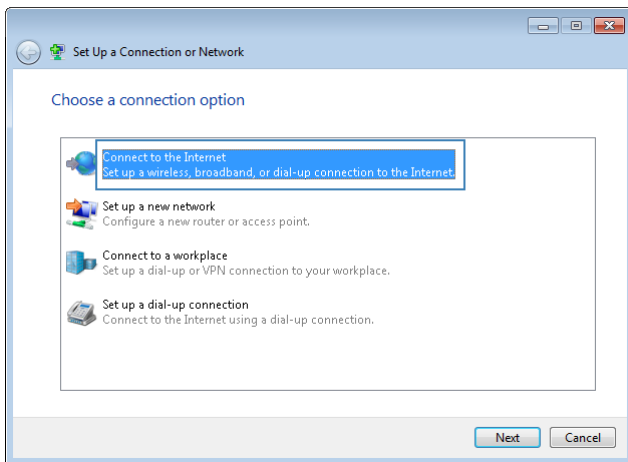 Set Up a Connection or Network
Choose a connection option
Connect to the Internet
Set up a wireless, broadband, or dial-up connection to the Internet.
Set up a new network
Configure a new router or access point.
Connect to a workplace
Set up a dial-up or VPN connection to your workplace.
Set up a dial-up connection
Connect to the Internet using a dial-up connection.
Next Cancel